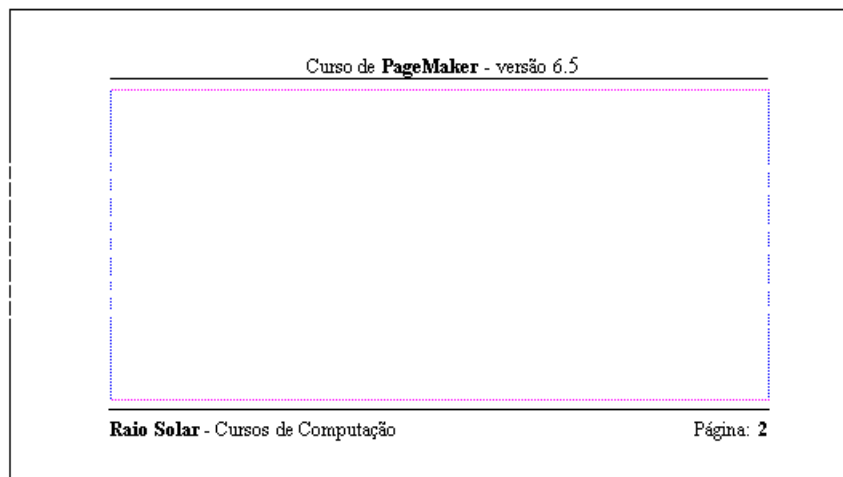 Curso de PageMaker - versão 6.5
Raio Solar - Cursos de Computação Página: 2